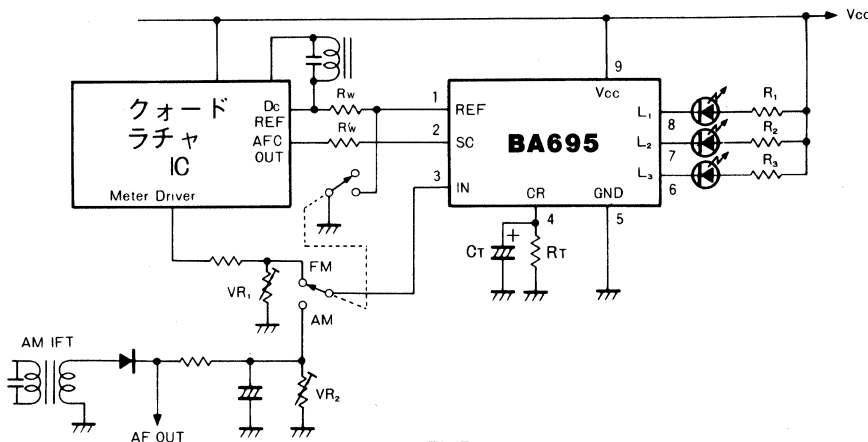 Vcc
クォード
ラチャ
IC
DC
REF
AFC
OUT
Meter Driver
Rw
R'w
1
2
3
REF
SC
IN
9
Vcc
BA695
L₁
L₂
L₃
8
7
6
R₁
R₂
R₃
CR
GND
4
5
CT
+
RT
FM
AM
VR₁
AM IFT
VR₂
AF OUT